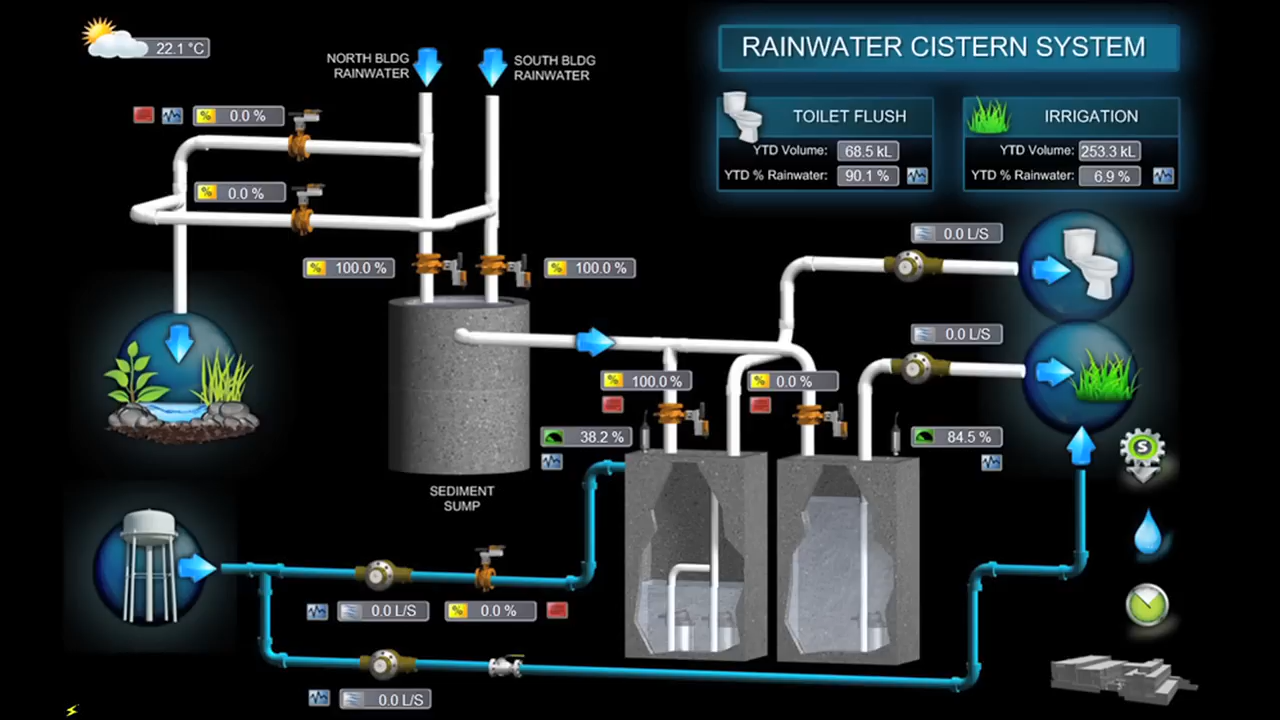 22.1 °C
NORTH BLDG
RAINWATER
SOUTH BLDG
RAINWATER
RAINWATER CISTERN SYSTEM
TOILET FLUSH
YTD Volume: 68.5 kL
YTD % Rainwater: 90.1 %
IRRIGATION
YTD Volume: 253.3 kL
YTD % Rainwater: 6.9 %
% 0.0 %
% 0.0 %
% 100.0 %
% 100.0 %
0.0 L/S
0.0 L/S
% 100.0 %
% 0.0 %
38.2 %
84.5 %
S
SEDIMENT
SUMP
0.0 L/S
% 0.0 %
0.0 L/S